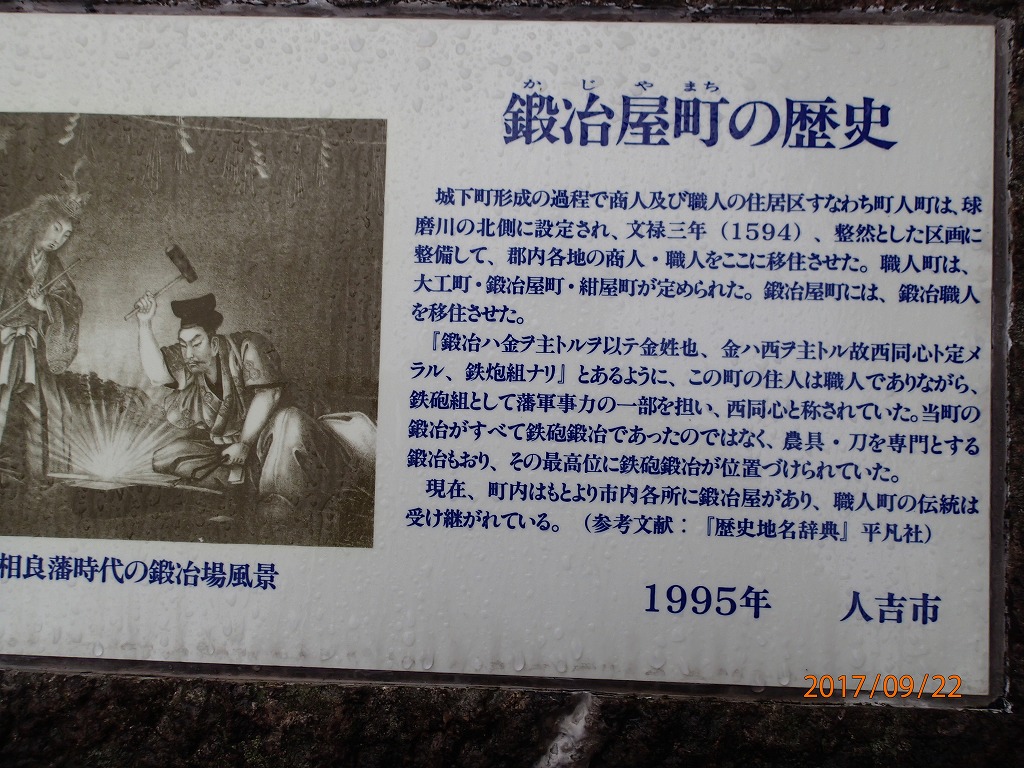 かじやまち
鍛冶屋町の歴史
城下町形成の過程で商人及び職人の住居区すなわち町人町は、球
磨川の北側に設定され、文禄三年（1594）、整然とした区画に
整備して、郡内各地の商人・職人をここに移住させた。職人町は、
大工町・鍛冶屋町・紺屋町が定められた。鍛冶屋町には、鍛冶職人
を移住させた。
『鍛冶ハ金ヲ主トルヲ以テ金姓也、金ハ西ヲ主トル故西同心ト定メ
ラル、鉄炮組ナリ』とあるように、この町の住人は職人でありながら、
鉄砲組として藩軍事力の一部を担い、西同心と称されていた。当町の
鍛冶がすべて鉄砲鍛冶であったのではなく、農具・刀を専門とする
鍛冶もおり、その最高位に鉄砲鍛冶が位置づけられていた。
現在、町内はもとより市内各所に鍛冶屋があり、職人町の伝統は
受け継がれている。（参考文献：『歴史地名辞典』平凡社）
相良藩時代の鍛冶場風景
1995年　人吉市
2017/09/22